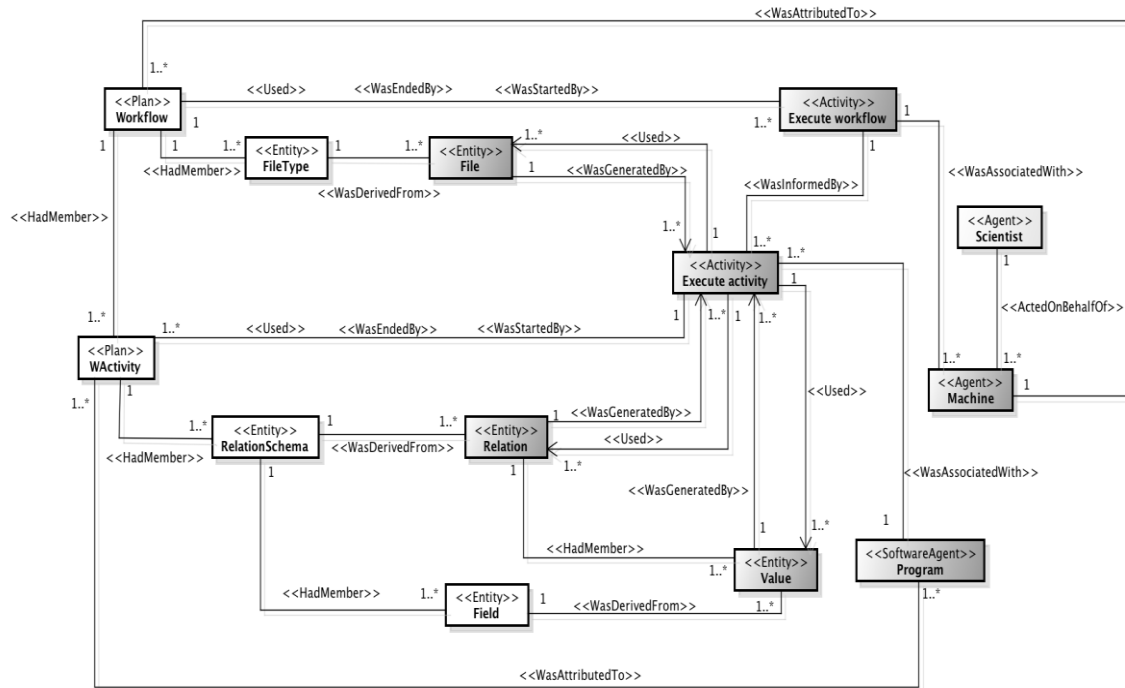 <<WasAttributedTo>>
1..*
<<Plan>>
Workflow
<<Used>>
<<WasEndedBy>>
<<WasStartedBy>>
<<Activity>>
Execute workflow
1
1
1
1
1..*
1
1..*
<<HadMember>>
<<Entity>>
FileType
1
1..*
<<WasDerivedFrom>>
<<Entity>>
File
1..*
1
<<Used>>
<<WasGeneratedBy>>
1..*
1
1
<<WasInformedBy>>
1..*
<<WasAssociatedWith>>
<<Agent>>
Scientist
1
<<HadMember>>
1..*
<<Activity>>
Execute activity
1..*
1
<<ActedOnBehalfOf>>
1..*
1..*
<<Agent>>
Machine
1
<<Plan>>
WActivity
1..*
<<Used>>
<<WasEndedBy>>
<<WasStartedBy>>
1
1..*
1
1..*
<<Used>>
1..*
1
1..*
<<HadMember>>
<<Entity>>
RelationSchema
1
1..*
<<WasDerivedFrom>>
<<Entity>>
Relation
1
<<WasGeneratedBy>>
<<Used>>
1..*
1
1
<<WasGeneratedBy>>
<<WasAssociatedWith>>
1
1
1..*
<<HadMember>>
1..*
<<Entity>>
Value
<<SoftwareAgent>>
Program
1..*
<<HadMember>>
1..*
<<Entity>>
Field
1
<<WasDerivedFrom>>
1..*
<<WasAttributedTo>>